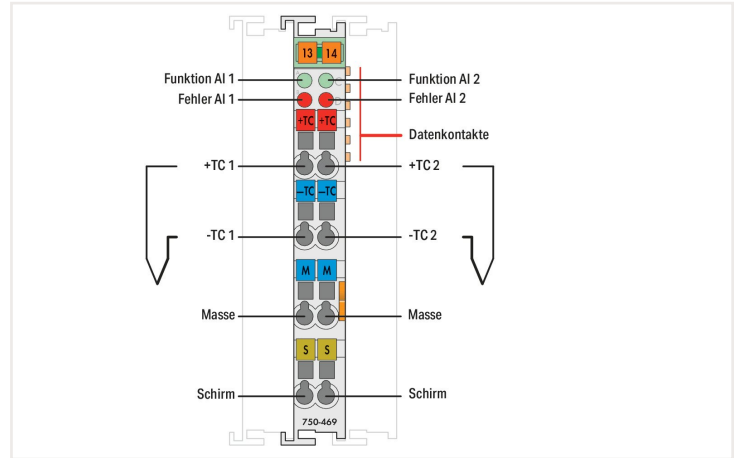 13 14
Funktion AI 1
Funktion AI 2
C
Fehler AI 1
Fehler AI 2
D
+TC +TC
Datenkontakte
+TC 1
+TC 2
–TC –TC
-TC 1
-TC 2
M M
Masse
Masse
S S
Schirm
Schirm
750-469